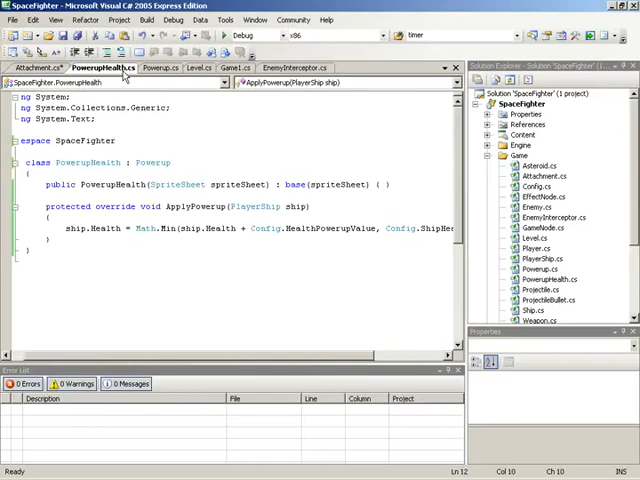 SpaceFighter - Microsoft Visual C# 2005 Express Edition
File Edit View Refactor Project Build Debug Data Tools Window Community Help
Debug x86 timer
Attachment.cs* PowerupHealth.cs Powerup.cs Level.cs Game1.cs EnemyInterceptor.cs
SpaceFighter.PowerupHealth ApplyPowerup(PlayerShip ship)
ng System;
ng System.Collections.Generic;
ng System.Text;
espace SpaceFighter
class PowerupHealth : Powerup
{
public PowerupHealth(SpriteSheet spriteSheet) : base(spriteSheet) { }
protected override void ApplyPowerup(PlayerShip ship)
{
ship.Health = Math.Min(ship.Health + Config.HealthPowerupValue, Config.ShipHea
}
}
Solution Explorer - Solution 'SpaceFighter' ...
Solution 'SpaceFighter' (1 project)
SpaceFighter
Properties
References
Content
Engine
Game
Asteroid.cs
Attachment.cs
Config.cs
EffectNode.cs
Enemy.cs
EnemyInterceptor.cs
GameNode.cs
Level.cs
Player.cs
PlayerShip.cs
Powerup.cs
PowerupHealth.cs
Projectile.cs
ProjectileBullet.cs
Ship.cs
Weapon.cs
Properties
Error List
0 Errors 0 Warnings 0 Messages
Description File Line Column Project
Ready Ln 12 Col 10 Ch 10 INS